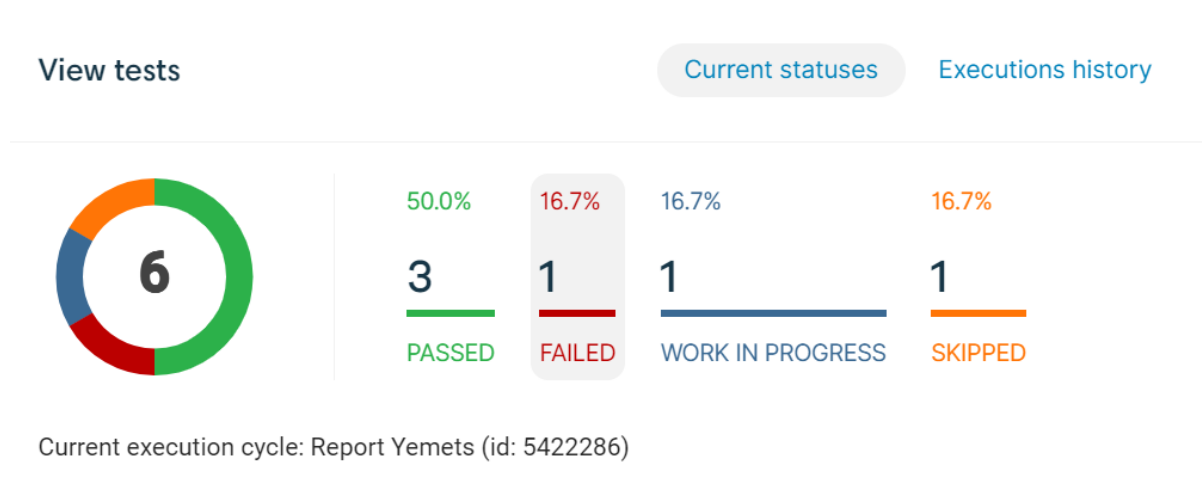 View tests
Current statuses
Executions history
6
50.0%
16.7%
16.7%
16.7%
3
1
1
1
PASSED
FAILED
WORK IN PROGRESS
SKIPPED
Current execution cycle: Report Yemets (id: 5422286)